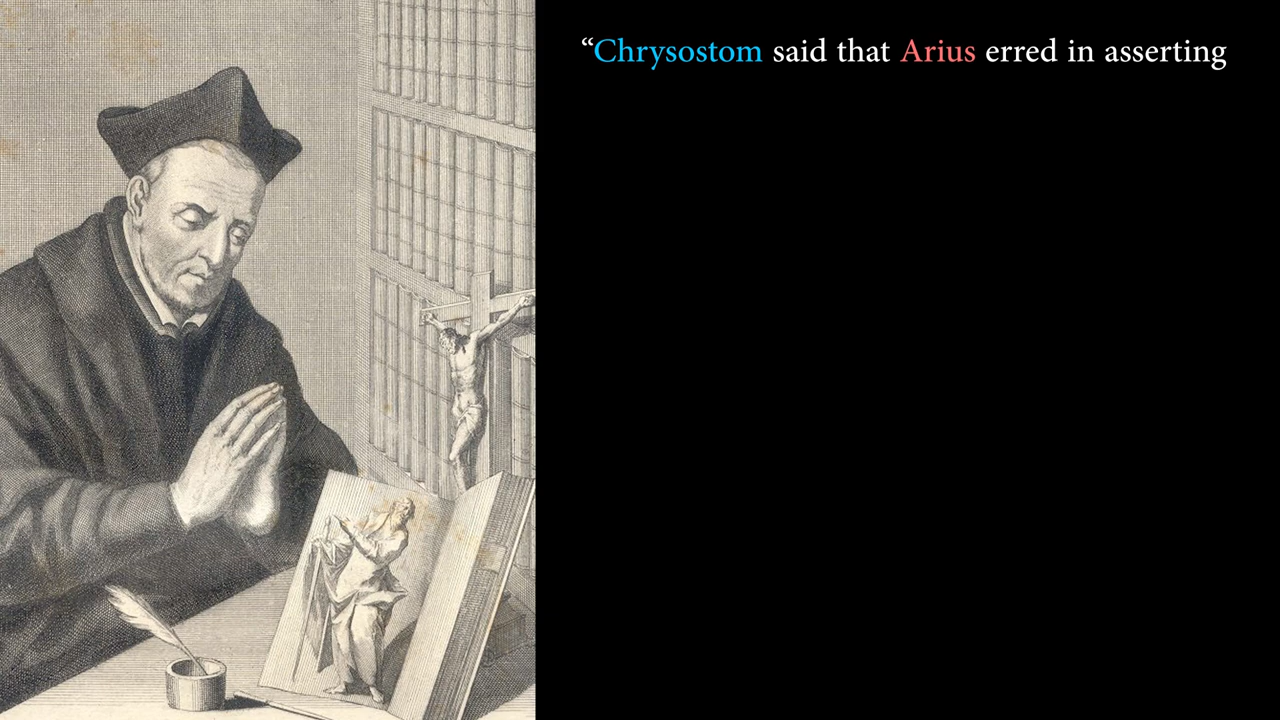 “Chrysostom said that Arius erred in asserting